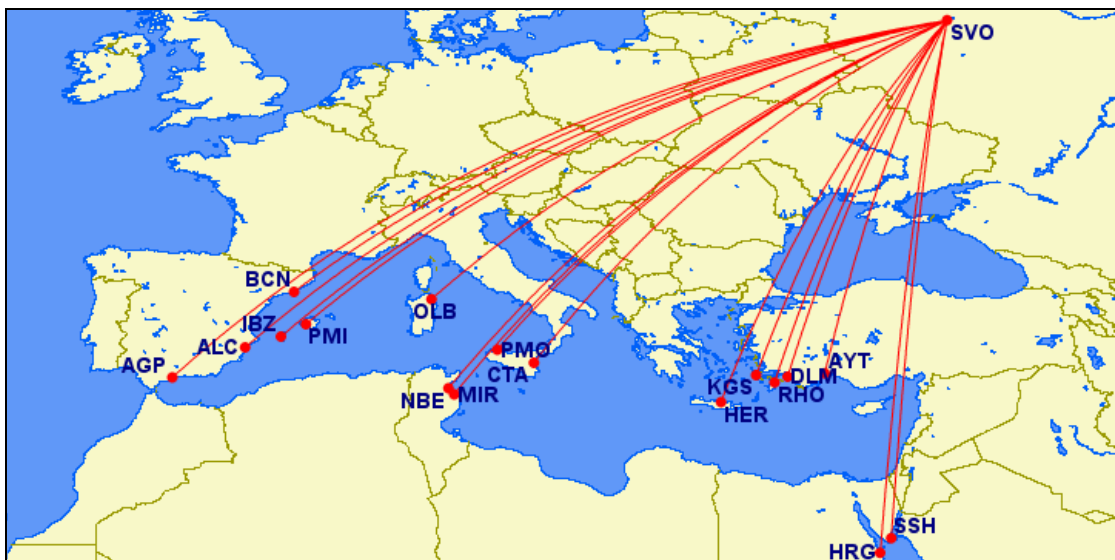 SVO
BCN
OLB
IBZ
PMI
ALC
PMO
AGP
CTA
AYT
DLM
KGS
RHO
NBE
MIR
HER
SSH
HRG